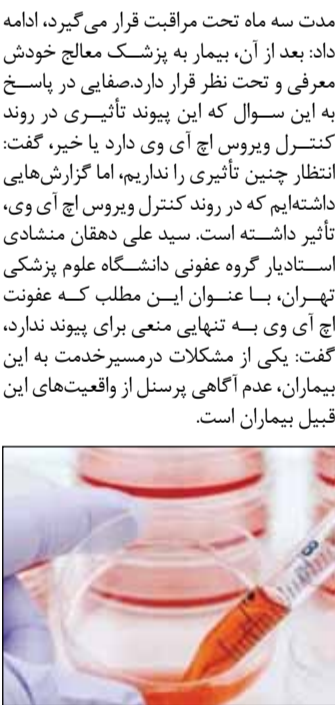 مدت سه ماه تحت مراقبت قرار می‌گیرد، ادامه
داد: بعد از آن، بیمار به پزشک معالج خودش
معرفی و تحت نظر قرار دارد.صفایی در پاسخ
به این سوال که این پیوند تأثیری در روند
کنترل ویروس اچ آی وی دارد یا خیر، گفت:
انتظار چنین تأثیری را نداریم، اما گزارش‌هایی
داشته‌ایم که در روند کنترل ویروس اچ آی وی،
تأثیر داشته است. سید علی دهقان منشادی
استادیار گروه عفونی دانشگاه علوم پزشکی
تهران، با عنوان این مطلب که عفونت
اچ آی وی به تنهایی منعی برای پیوند ندارد،
گفت: یکی از مشکلات درمسیرخدمت به این
بیماران، عدم آگاهی پرسنل از واقعیت‌های این
قبیل بیماران است.
8